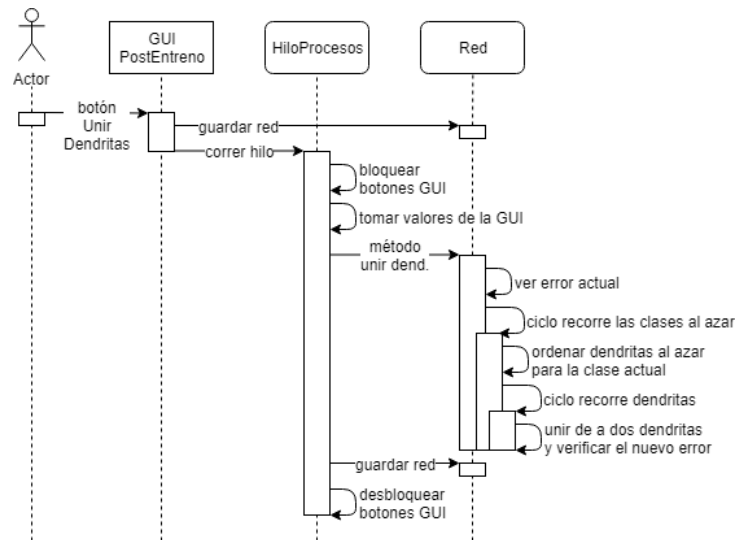 Actor
GUI
PostEntreno
HiloProcesos
Red
botón
Unir
Dendritas
guardar red
correr hilo
bloquear
botones GUI
tomar valores de la GUI
método
unir dend.
ver error actual
ciclo recorre las clases al azar
ordenar dendritas al azar
para la clase actual
ciclo recorre dendritas
unir de a dos dendritas
y verificar el nuevo error
guardar red
desbloquear
botones GUI